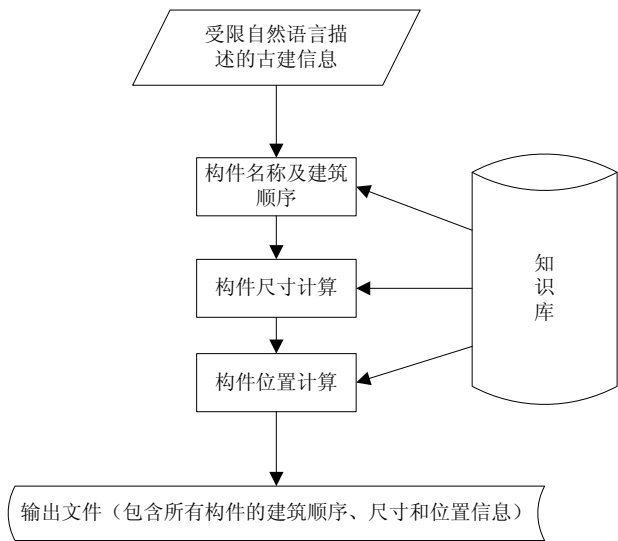 受限自然语言描
述的古建信息
构件名称及建筑
顺序
构件尺寸计算
构件位置计算
知
识
库
输出文件（包含所有构件的建筑顺序、尺寸和位置信息）